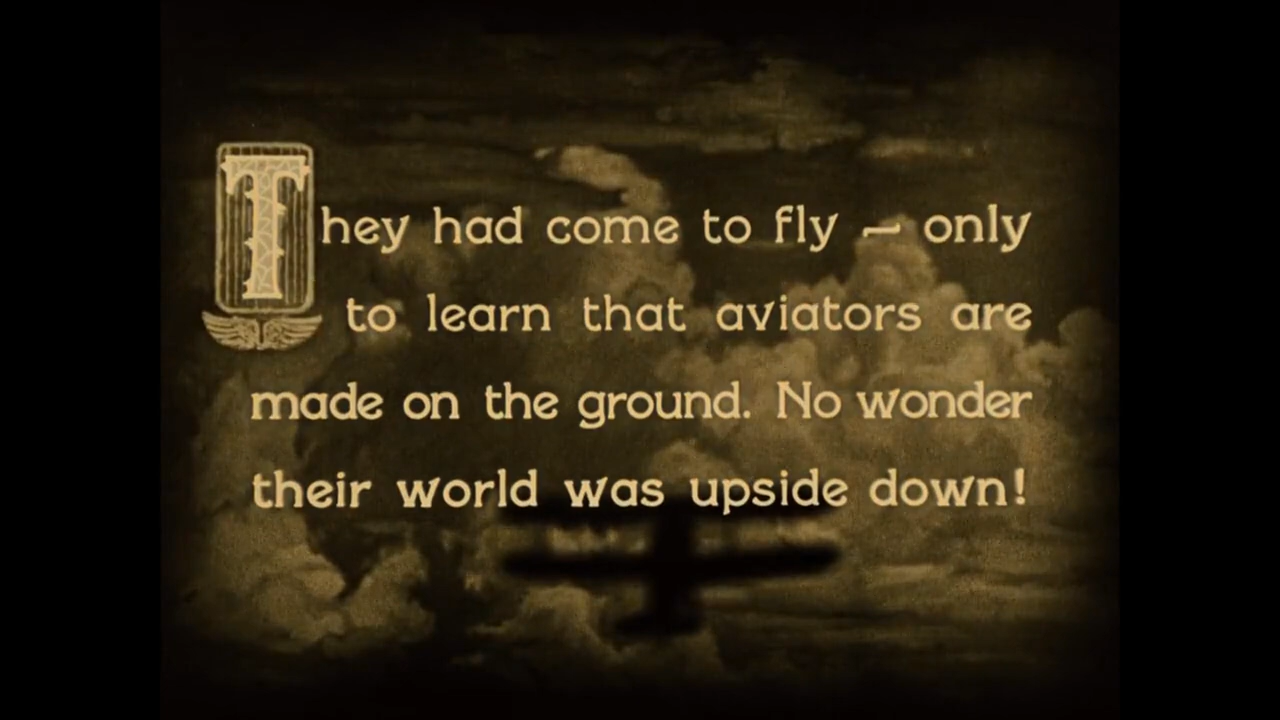 They had come to fly — only
to learn that aviators are
made on the ground. No wonder
their world was upside down!